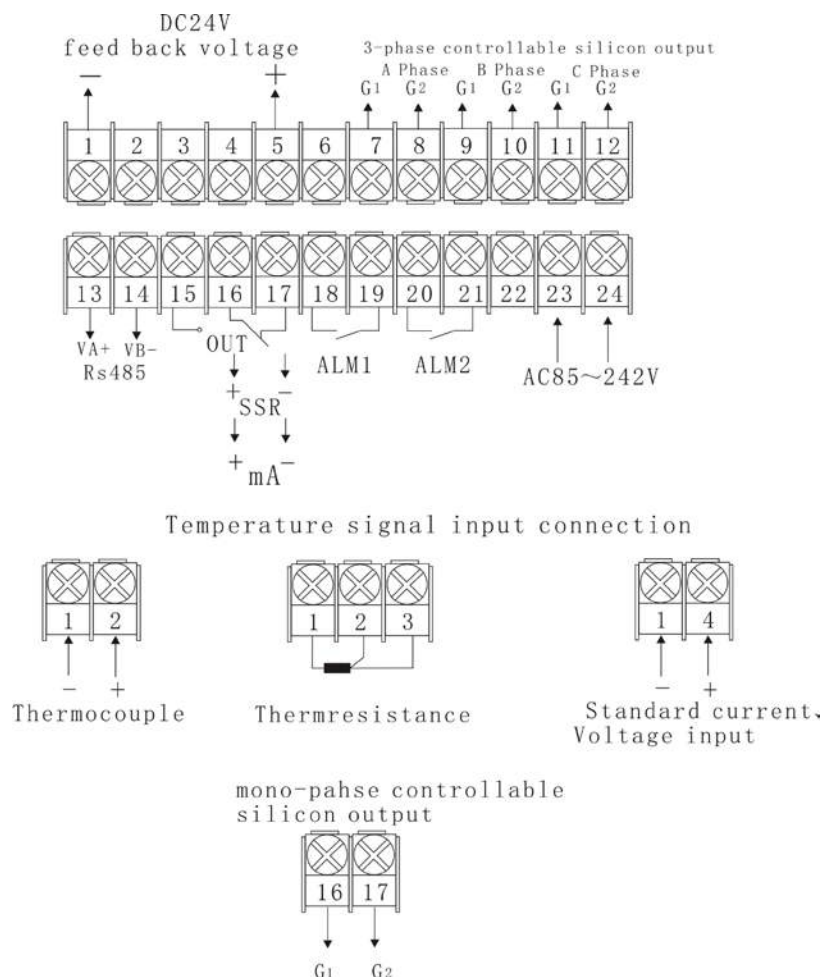 DC24V
feed back voltage
3-phase controllable silicon output
A Phase B Phase C Phase
— + G1 G2 G1 G2 G1 G2
1 2 3 4 5 6 7 8 9 10 11 12
13 14 15 16 17 18 19 20 21 22 23 24
VA+ VB- OUT ALM1 ALM2 AC85~242V
Rs485
+ SSR −
+ mA −
Temperature signal input connection
1 2 1 2 3 1 4
− + − +
Thermocouple Thermresistance Standard current、
Voltage input
mono-pahse controllable
silicon output
16 17
G1 G2